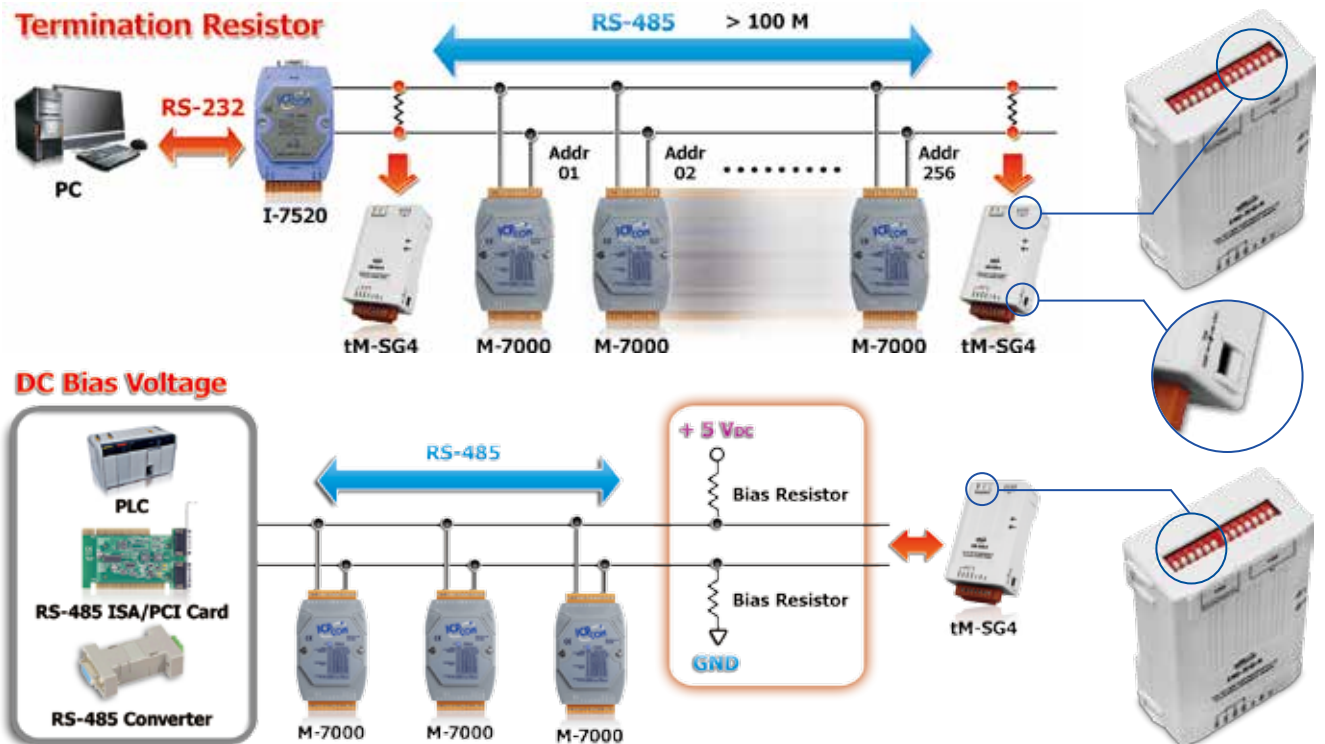 Termination Resistor
RS-485 > 100 M
RS-232
PC
I-7520
Addr
01
Addr
02
Addr
256
tM-SG4
M-7000
M-7000
M-7000
tM-SG4
DC Bias Voltage
PLC
RS-485 ISA/PCI Card
RS-485 Converter
RS-485
M-7000
M-7000
M-7000
+ 5 VDC
Bias Resistor
Bias Resistor
GND
tM-SG4